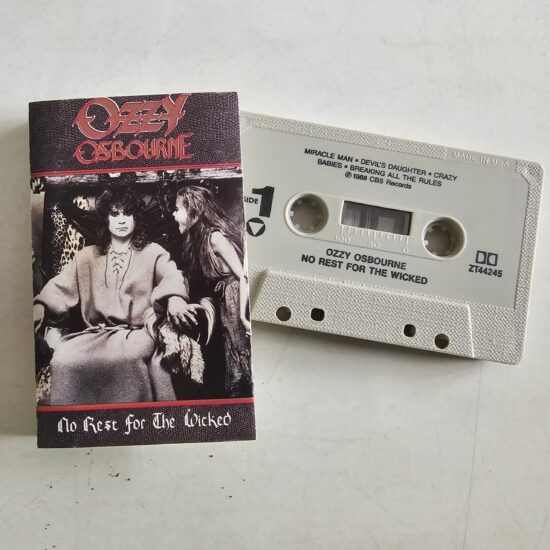 OZZY
OSBOURNE
No Rest for The Wicked
MADE IN USA
MIRACLE MAN • DEVIL'S DAUGHTER • CRAZY
BABIES • BREAKING ALL THE RULES
℗ 1988 CBS Records
SIDE 1
100 50 0
OZZY OSBOURNE
NO REST FOR THE WICKED
ZT44245